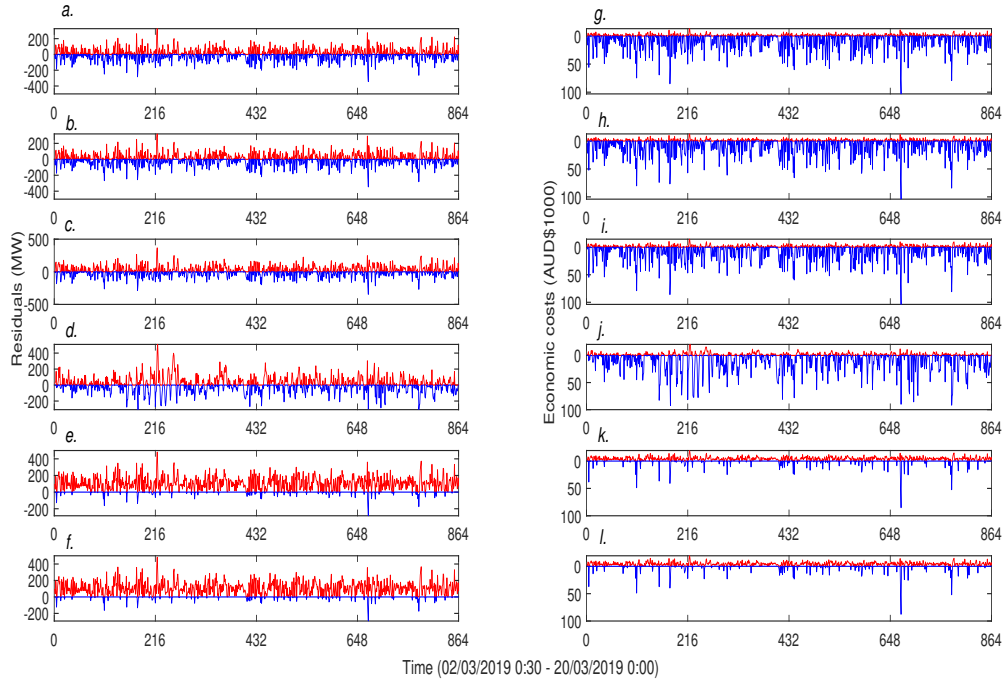 a.
200
0
-200
-400
0 216 432 648 864
b.
200
0
-200
-400
0 216 432 648 864
c.
500
0
-500
0 216 432 648 864
d.
400
200
0
-200
0 216 432 648 864
e.
400
200
0
-200
0 216 432 648 864
f.
400
200
0
-200
0 216 432 648 864
Residuals (MW)
g.
0
50
100
0 216 432 648 864
h.
0
50
100
0 216 432 648 864
i.
0
50
100
0 216 432 648 864
j.
0
50
100
0 216 432 648 864
k.
0
50
100
0 216 432 648 864
l.
0
50
100
0 216 432 648 864
Economic costs (AUD$1000)
Time (02/03/2019 0:30 - 20/03/2019 0:00)